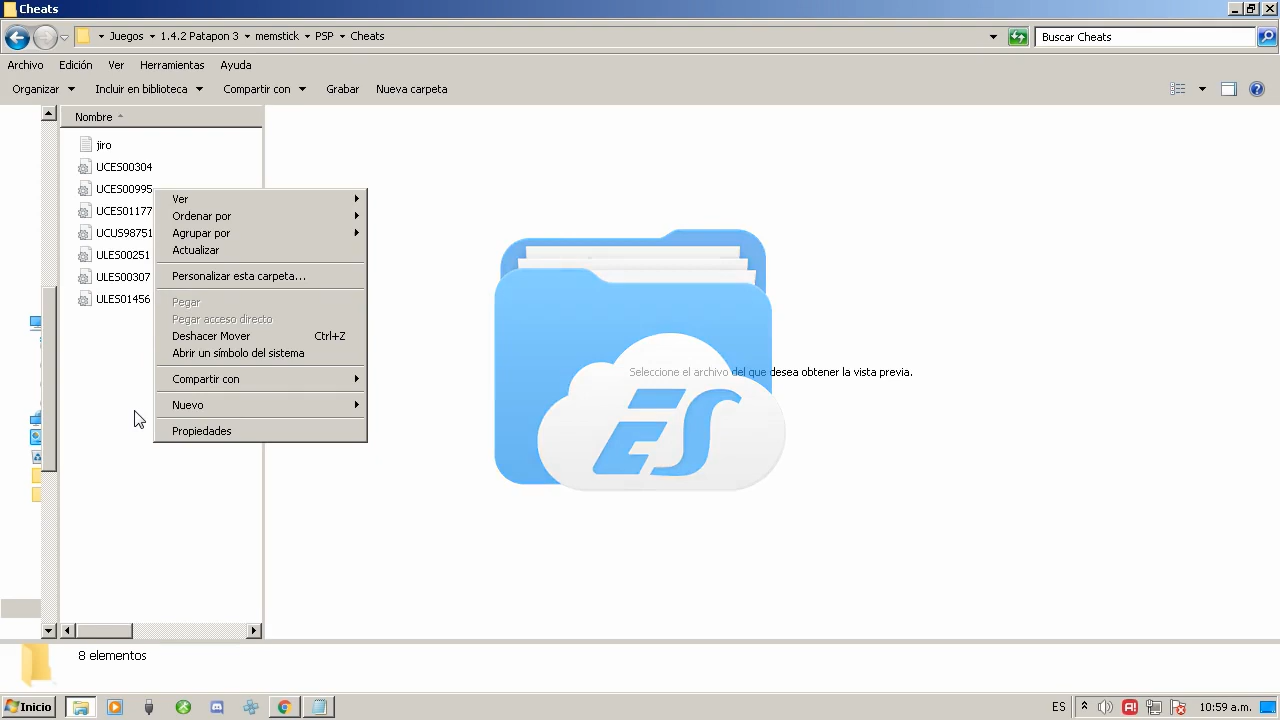 Cheats
Juegos 1.4.2 Patapon 3 memstick PSP Cheats
Buscar Cheats
Archivo Edición Ver Herramientas Ayuda
Organizar Incluir en biblioteca Compartir con Grabar Nueva carpeta
Nombre
jiro
UCES00304
UCES00995
UCES01177
UCUS98751
ULES00251
ULES00307
ULES01456
Ver
Ordenar por
Agrupar por
Actualizar
Personalizar esta carpeta...
Pegar
Pegar acceso directo
Deshacer Mover Ctrl+Z
Abrir un símbolo del sistema
Compartir con
Nuevo
Propiedades
Seleccione el archivo del que desea obtener la vista previa.
ES
8 elementos
Inicio
ES
10:59 a.m.